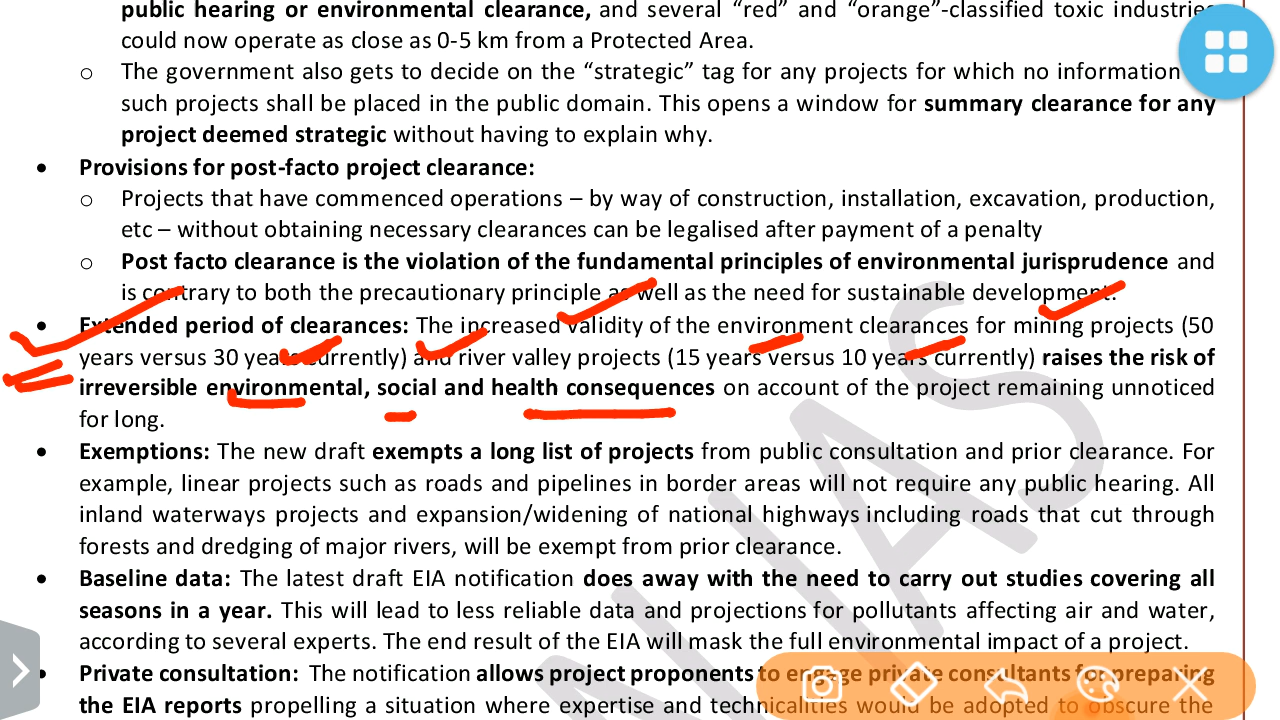 public hearing or environmental clearance, and several “red” and “orange”-classified toxic industries
could now operate as close as 0-5 km from a Protected Area.
o The government also gets to decide on the “strategic” tag for any projects for which no information
such projects shall be placed in the public domain. This opens a window for summary clearance for any
project deemed strategic without having to explain why.
• Provisions for post-facto project clearance:
o Projects that have commenced operations – by way of construction, installation, excavation, production,
etc – without obtaining necessary clearances can be legalised after payment of a penalty
o Post facto clearance is the violation of the fundamental principles of environmental jurisprudence and
is contrary to both the precautionary principle as well as the need for sustainable development.
• Extended period of clearances: The increased validity of the environment clearances for mining projects (50
years versus 30 years currently) and river valley projects (15 years versus 10 years currently) raises the risk of
irreversible environmental, social and health consequences on account of the project remaining unnoticed
for long.
• Exemptions: The new draft exempts a long list of projects from public consultation and prior clearance. For
example, linear projects such as roads and pipelines in border areas will not require any public hearing. All
inland waterways projects and expansion/widening of national highways including roads that cut through
forests and dredging of major rivers, will be exempt from prior clearance.
• Baseline data: The latest draft EIA notification does away with the need to carry out studies covering all
seasons in a year. This will lead to less reliable data and projections for pollutants affecting air and water,
according to several experts. The end result of the EIA will mask the full environmental impact of a project.
• Private consultation: The notification allows project proponents to engage private consultants for preparing
the EIA reports propelling a situation where expertise and technicalities would be adopted to obscure the
IAS